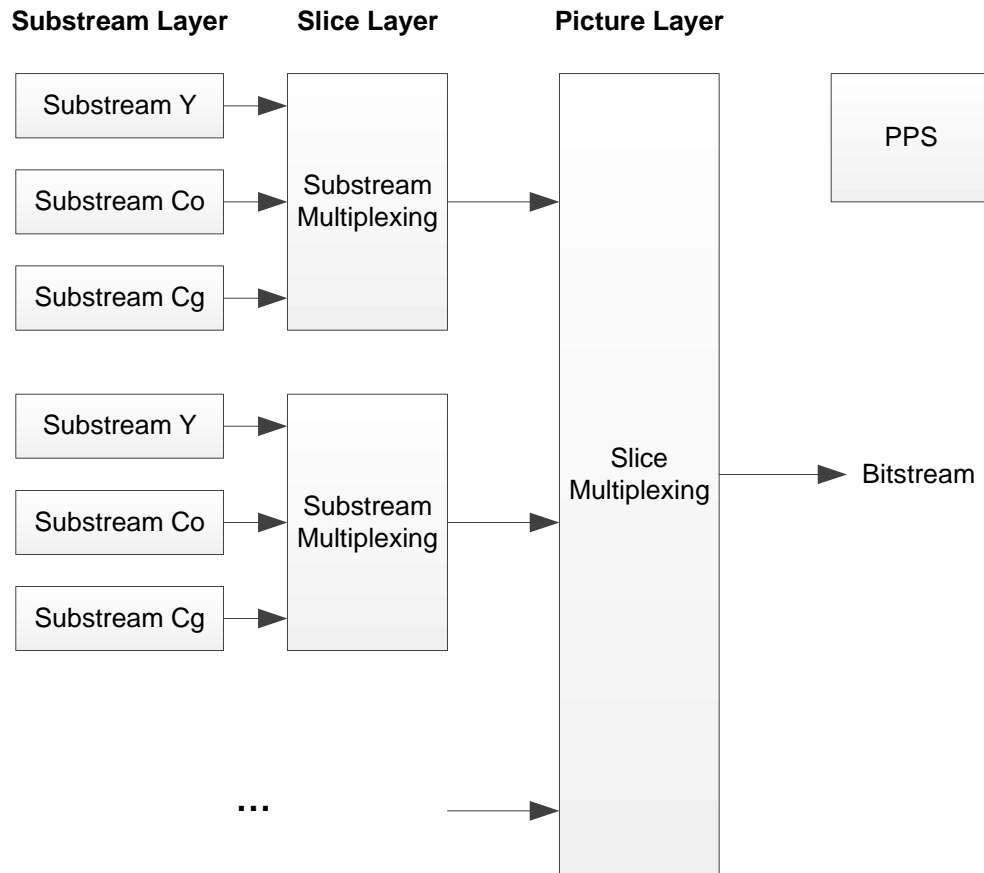 Substream Layer
Slice Layer
Picture Layer
Substream Y
Substream Co
Substream Cg
Substream
Multiplexing
PPS
Substream Y
Substream Co
Substream Cg
Substream
Multiplexing
Slice
Multiplexing
Bitstream
...